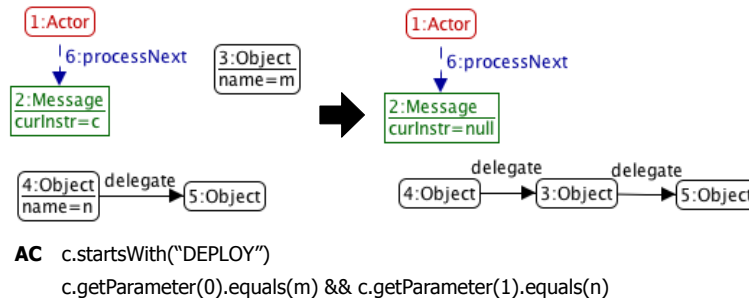 1:Actor
6:processNext
3:Object
name=m
2:Message
curInstr=c
4:Object
name=n
delegate
5:Object
1:Actor
6:processNext
2:Message
curInstr=null
delegate
delegate
4:Object
3:Object
5:Object
AC c.startsWith(“DEPLOY”)
c.getParameter(0).equals(m) && c.getParameter(1).equals(n)